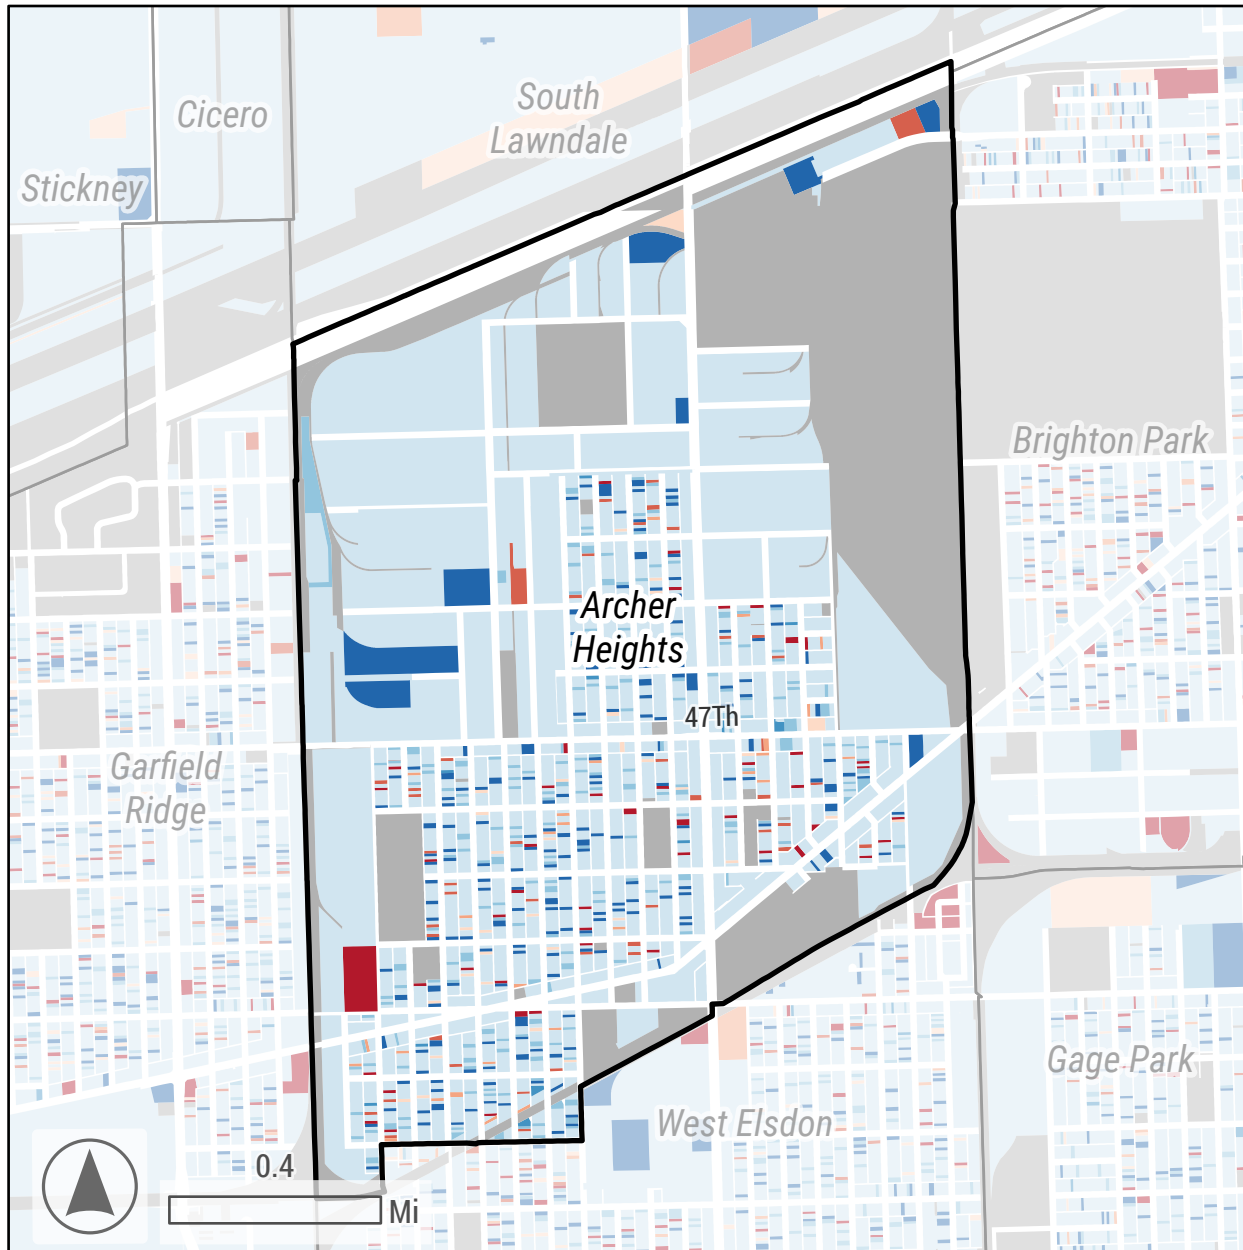 South
Lawndale
Cicero
Stickney
Brighton Park
Archer
Heights
47Th
Garfield
Ridge
Gage Park
West Elsdon
0.4
Mi